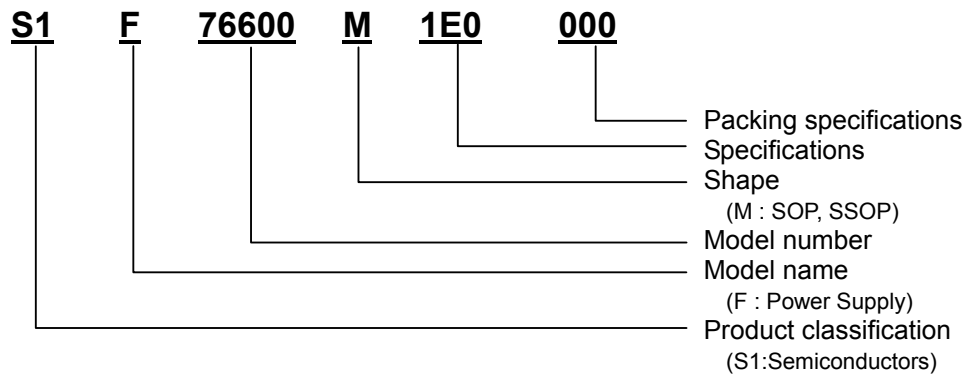 S1 F 76600 M 1E0 000
Packing specifications
Specifications
Shape
(M : SOP, SSOP)
Model number
Model name
(F : Power Supply)
Product classification
(S1:Semiconductors)